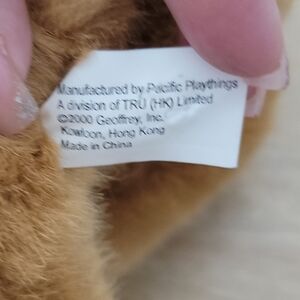 Manufactured by Pacific Playthings
A division of TRU (HK) Limited
©2000 Geoffrey, Inc.
Kowloon, Hong Kong
Made in China